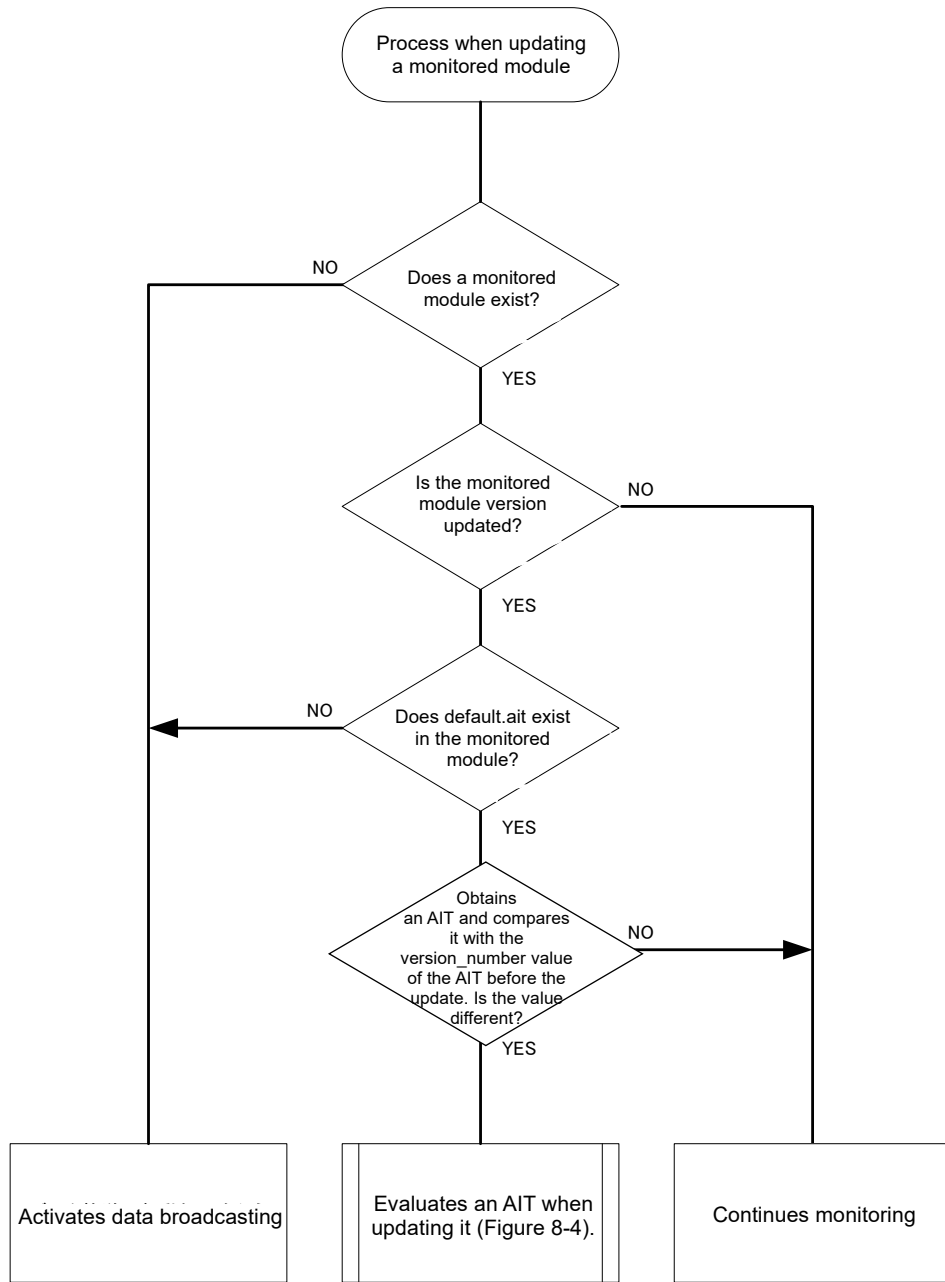 Process when updating
a monitored module
NO
Does a monitored
module exist?
YES
Is the monitored
module version
updated?
NO
YES
NO
Does default.ait exist
in the monitored
module?
YES
Obtains
an AIT and compares
it with the
version_number value
of the AIT before the
update. Is the value
different?
NO
YES
Activates data broadcasting
Evaluates an AIT when
updating it (Figure 8-4).
Continues monitoring